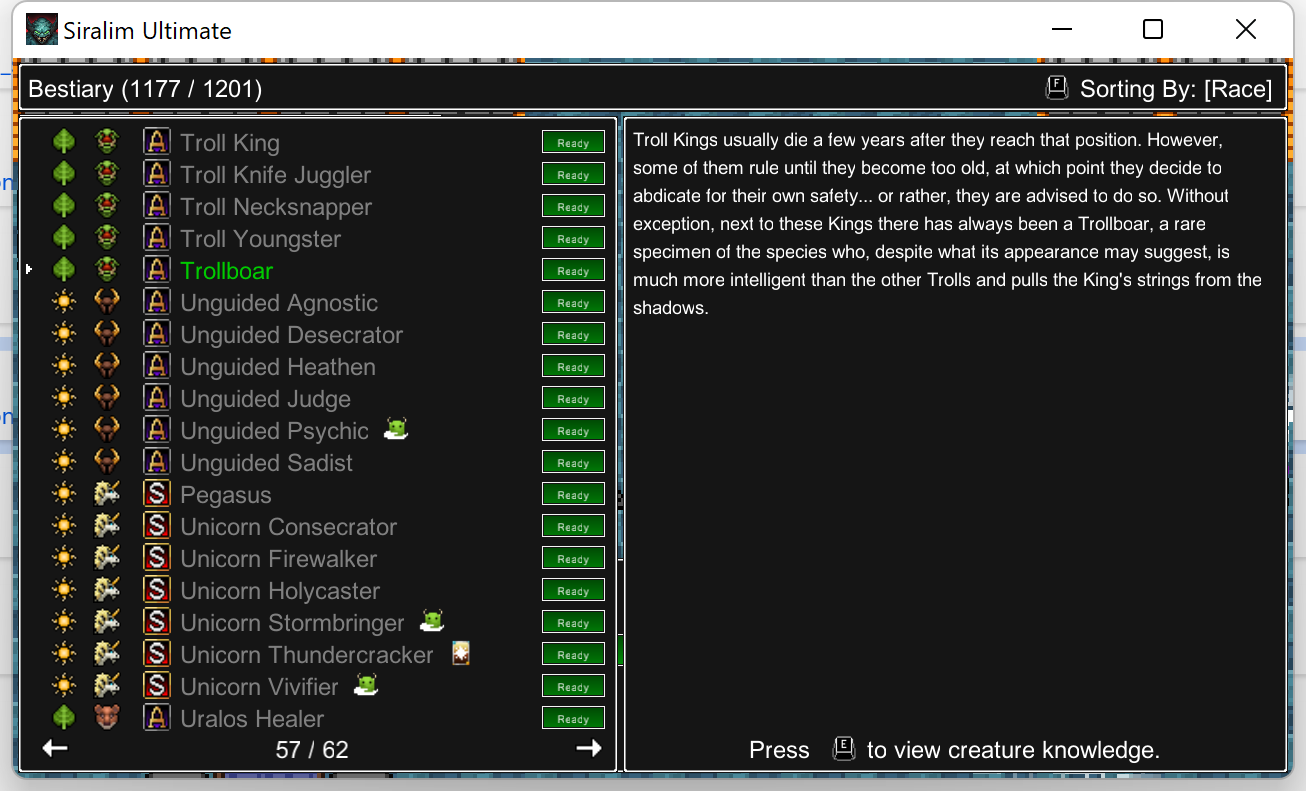 Siralim Ultimate
Bestiary (1177 / 1201)
F Sorting By: [Race]
A Troll King Ready
A Troll Knife Juggler Ready
A Troll Necksnapper Ready
A Troll Youngster Ready
A Trollboar Ready
A Unguided Agnostic Ready
A Unguided Desecrator Ready
A Unguided Heathen Ready
A Unguided Judge Ready
A Unguided Psychic Ready
A Unguided Sadist Ready
S Pegasus Ready
S Unicorn Consecrator Ready
S Unicorn Firewalker Ready
S Unicorn Holycaster Ready
S Unicorn Stormbringer Ready
S Unicorn Thundercracker Ready
S Unicorn Vivifier Ready
A Uralos Healer Ready
57 / 62
Troll Kings usually die a few years after they reach that position. However,
some of them rule until they become too old, at which point they decide to
abdicate for their own safety... or rather, they are advised to do so. Without
exception, next to these Kings there has always been a Trollboar, a rare
specimen of the species who, despite what its appearance may suggest, is
much more intelligent than the other Trolls and pulls the King's strings from the
shadows.
Press E to view creature knowledge.